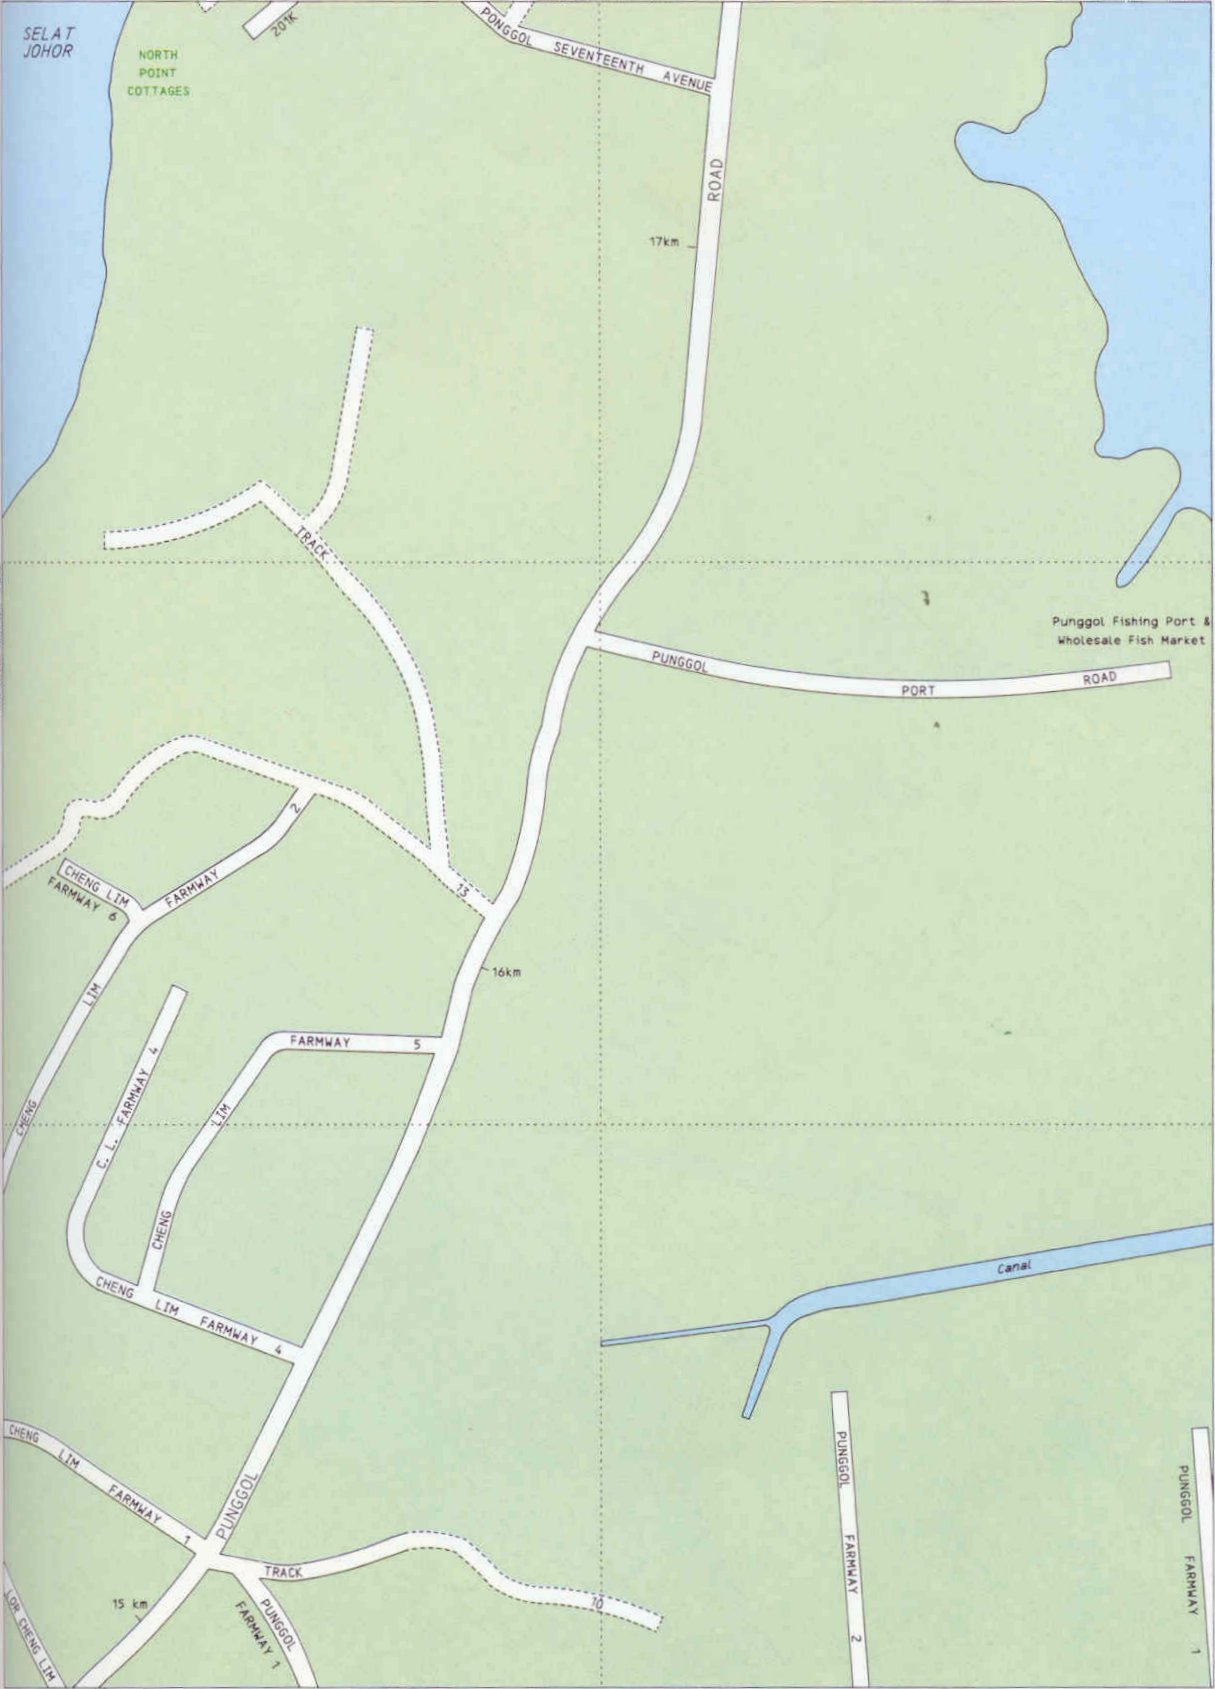 SELAT
JOHOR
NORTH
POINT
COTTAGES
201K
PONGGOL SEVENTEENTH AVENUE
ROAD
17km
TRACK
Punggol Fishing Port &
Wholesale Fish Market
PUNGGOL PORT ROAD
2
CHENG LIM
FARMWAY 6
FARMWAY
13
LIM
16km
FARMWAY 5
C. L. FARMWAY 4
LIM
CHENG
CHENG
CHENG LIM FARMWAY 4
Canal
CHENG LIM FARMWAY 1
PUNGGOL
PUNGGOL FARMWAY 2
PUNGGOL FARMWAY 1
TRACK
10
15 km
PUNGGOL
FARMWAY 1
LOR CHENG LIM